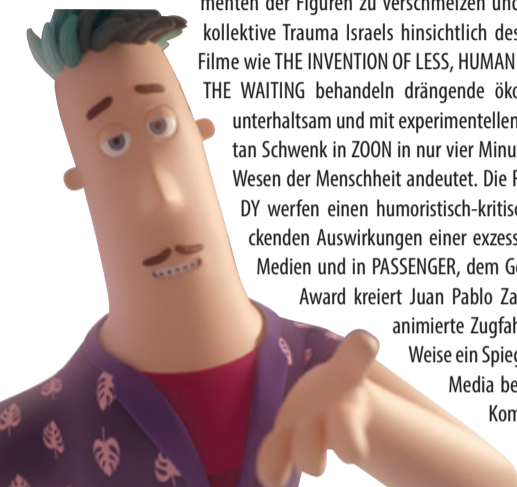 menten der Figuren zu verschmelzen und
kollektive Trauma Israels hinsichtlich des
Filme wie THE INVENTION OF LESS, HUMAN
THE WAITING behandeln drängende öko
unterhaltsam und mit experimentellen
tan Schwenk in ZOON in nur vier Minu
Wesen der Menschheit andeutet. Die
DY werfen einen humoristisch-kritisc
ckenden Auswirkungen einer exzess
Medien und in PASSENGER, dem Ge
Award kreiert Juan Pablo Za
animierte Zugfah
Weise ein Spieg
Media be
Kom